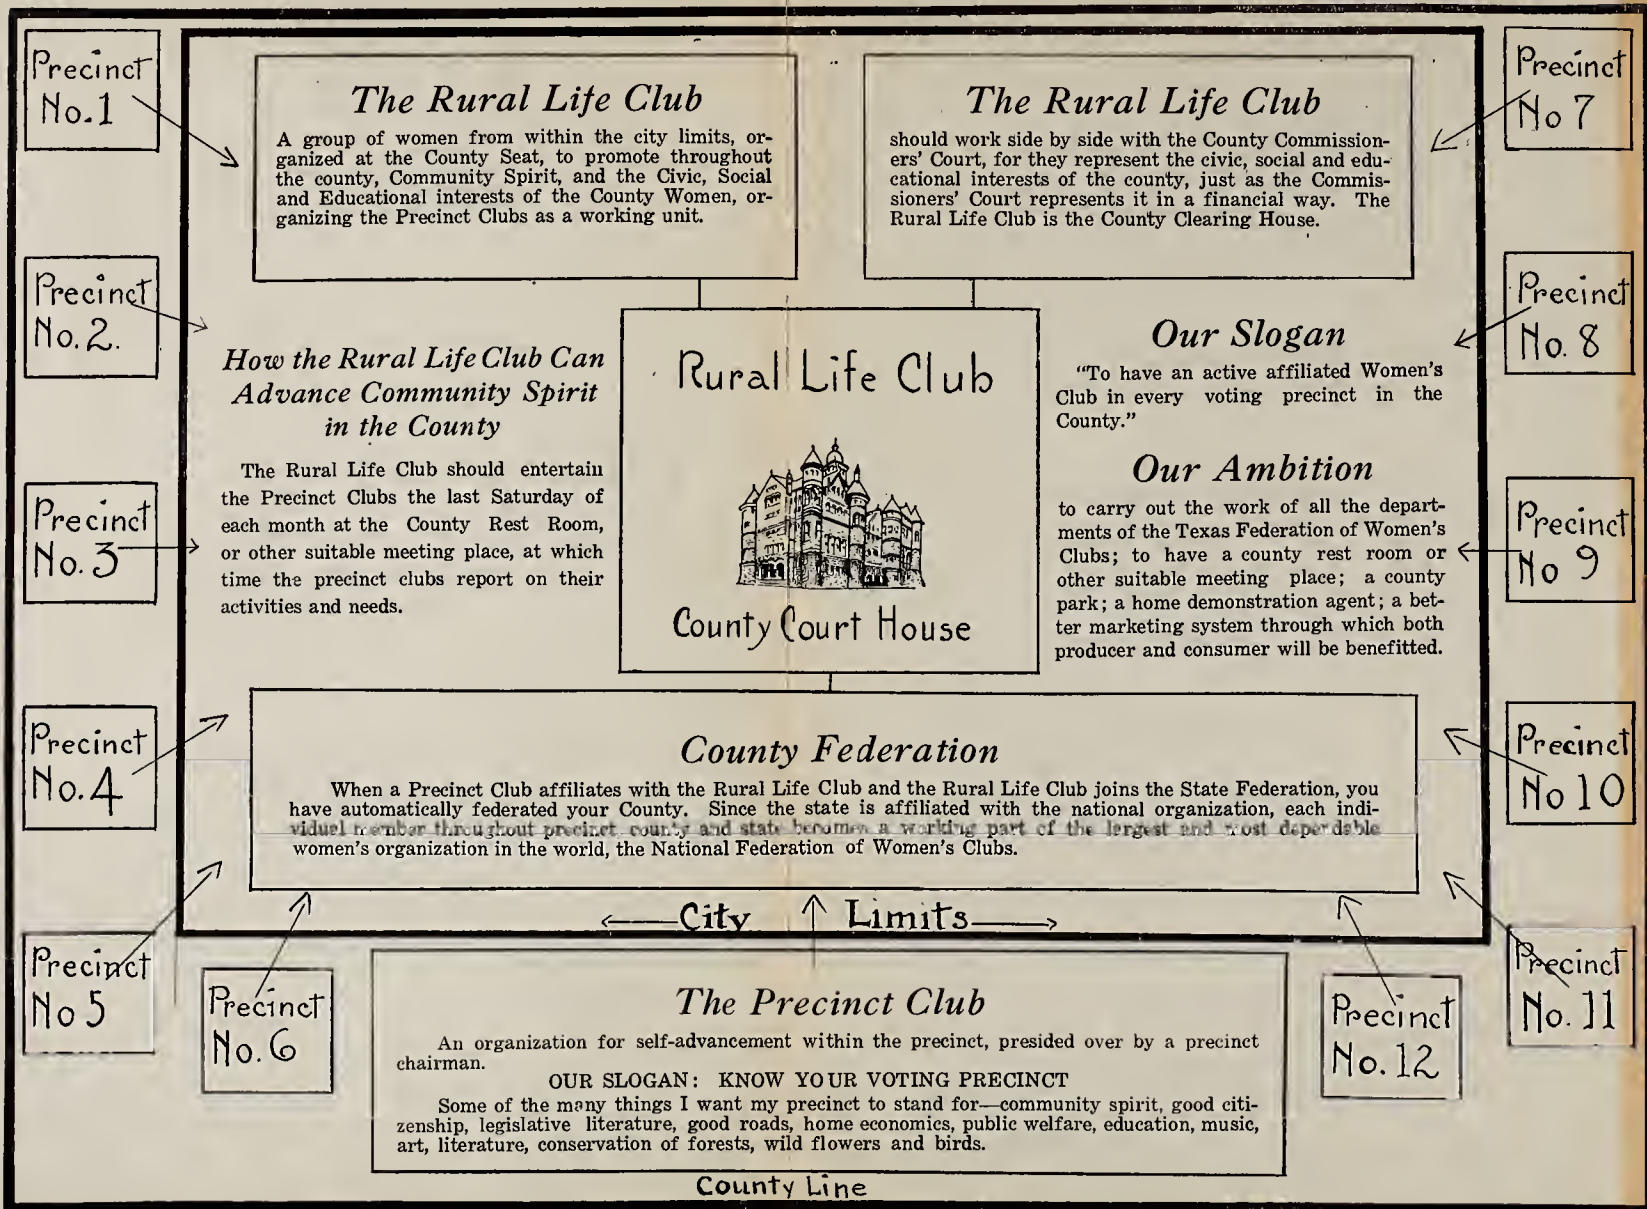 Precinct
No.1
Precinct
No.2.
Precinct
No.3
Precinct
No.4
Precinct
No 5
Precinct
No.6
The Rural Life Club
A group of women from within the city limits, or-
ganized at the County Seat, to promote throughout
the county, Community Spirit, and the Civic, Social
and Educational interests of the County Women, or-
ganizing the Precinct Clubs as a working unit.
The Rural Life Club
should work side by side with the County Commission-
ers' Court, for they represent the civic, social and edu-
cational interests of the county, just as the Commis-
sioners' Court represents it in a financial way. The
Rural Life Club is the County Clearing House.
How the Rural Life Club Can
Advance Community Spirit
in the County
The Rural Life Club should entertain
the Precinct Clubs the last Saturday of
each month at the County Rest Room,
or other suitable meeting place, at which
time the precinct clubs report on their
activities and needs.
Rural Life Club
County Court House
Our Slogan
"To have an active affiliated Women's
Club in every voting precinct in the
County."
Our Ambition
to carry out the work of all the depart-
ments of the Texas Federation of Women's
Clubs; to have a county rest room or
other suitable meeting place; a county
park; a home demonstration agent; a bet-
ter marketing system through which both
producer and consumer will be benefitted.
County Federation
When a Precinct Club affiliates with the Rural Life Club and the Rural Life Club joins the State Federation, you
have automatically federated your County. Since the state is affiliated with the national organization, each indi-
vidual member throughout precinct county and state becomes a working part of the largest and most dependable
women's organization in the world, the National Federation of Women's Clubs.
City Limits
The Precinct Club
An organization for self-advancement within the precinct, presided over by a precinct
chairman.
OUR SLOGAN: KNOW YOUR VOTING PRECINCT
Some of the many things I want my precinct to stand for—community spirit, good citi-
zenship, legislative literature, good roads, home economics, public welfare, education, music,
art, literature, conservation of forests, wild flowers and birds.
County Line
Precinct
No 7
Precinct
No. 8
Precinct
No 9
Precinct
No 10
Precinct
No. 11
Precinct
No. 12